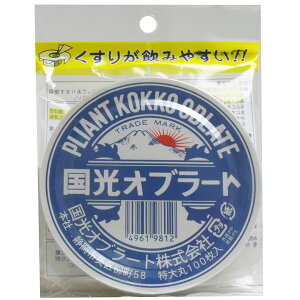 くすりが飲みやすい!!
PLIANT.KOKKO OBLATE
TRADE MARK
国光オブラート
国光オブラート株式会社
本社
4961 9812
特大丸100枚入